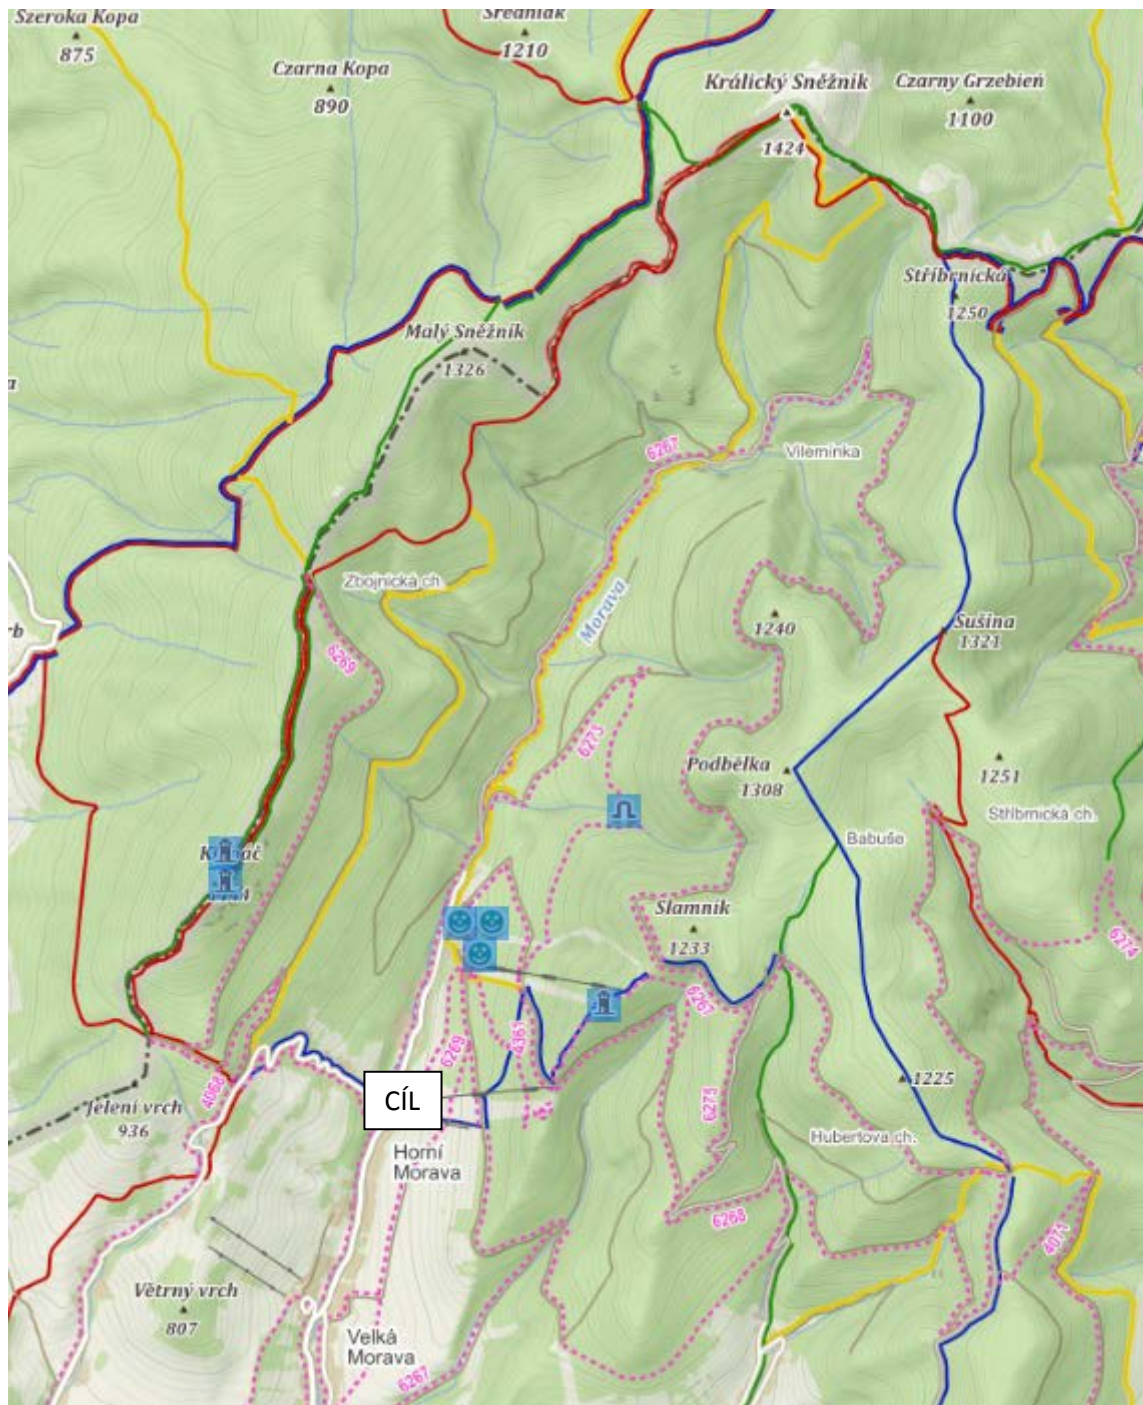 Szeroka Kopa
875
Sredniak
1210
Czarna Kopa
890
Králický Sněžník
1424
Czarny Grzebień
1100
Stříbrnická
1250
Malý Sněžník
1326
6267
Vileminka
Zbojnická ch.
Morava
1240
Sušina
1321
6269
6273
Podbělka
1308
1251
Stříbrnická ch.
Babuše
Slamník
1233
6274
6267
6269
4361
4068
1225
6275
CÍL
Jelení vrch
936
Hubertova ch.
Horní
Morava
6268
4071
Větrný vrch
807
Velká
Morava
6267